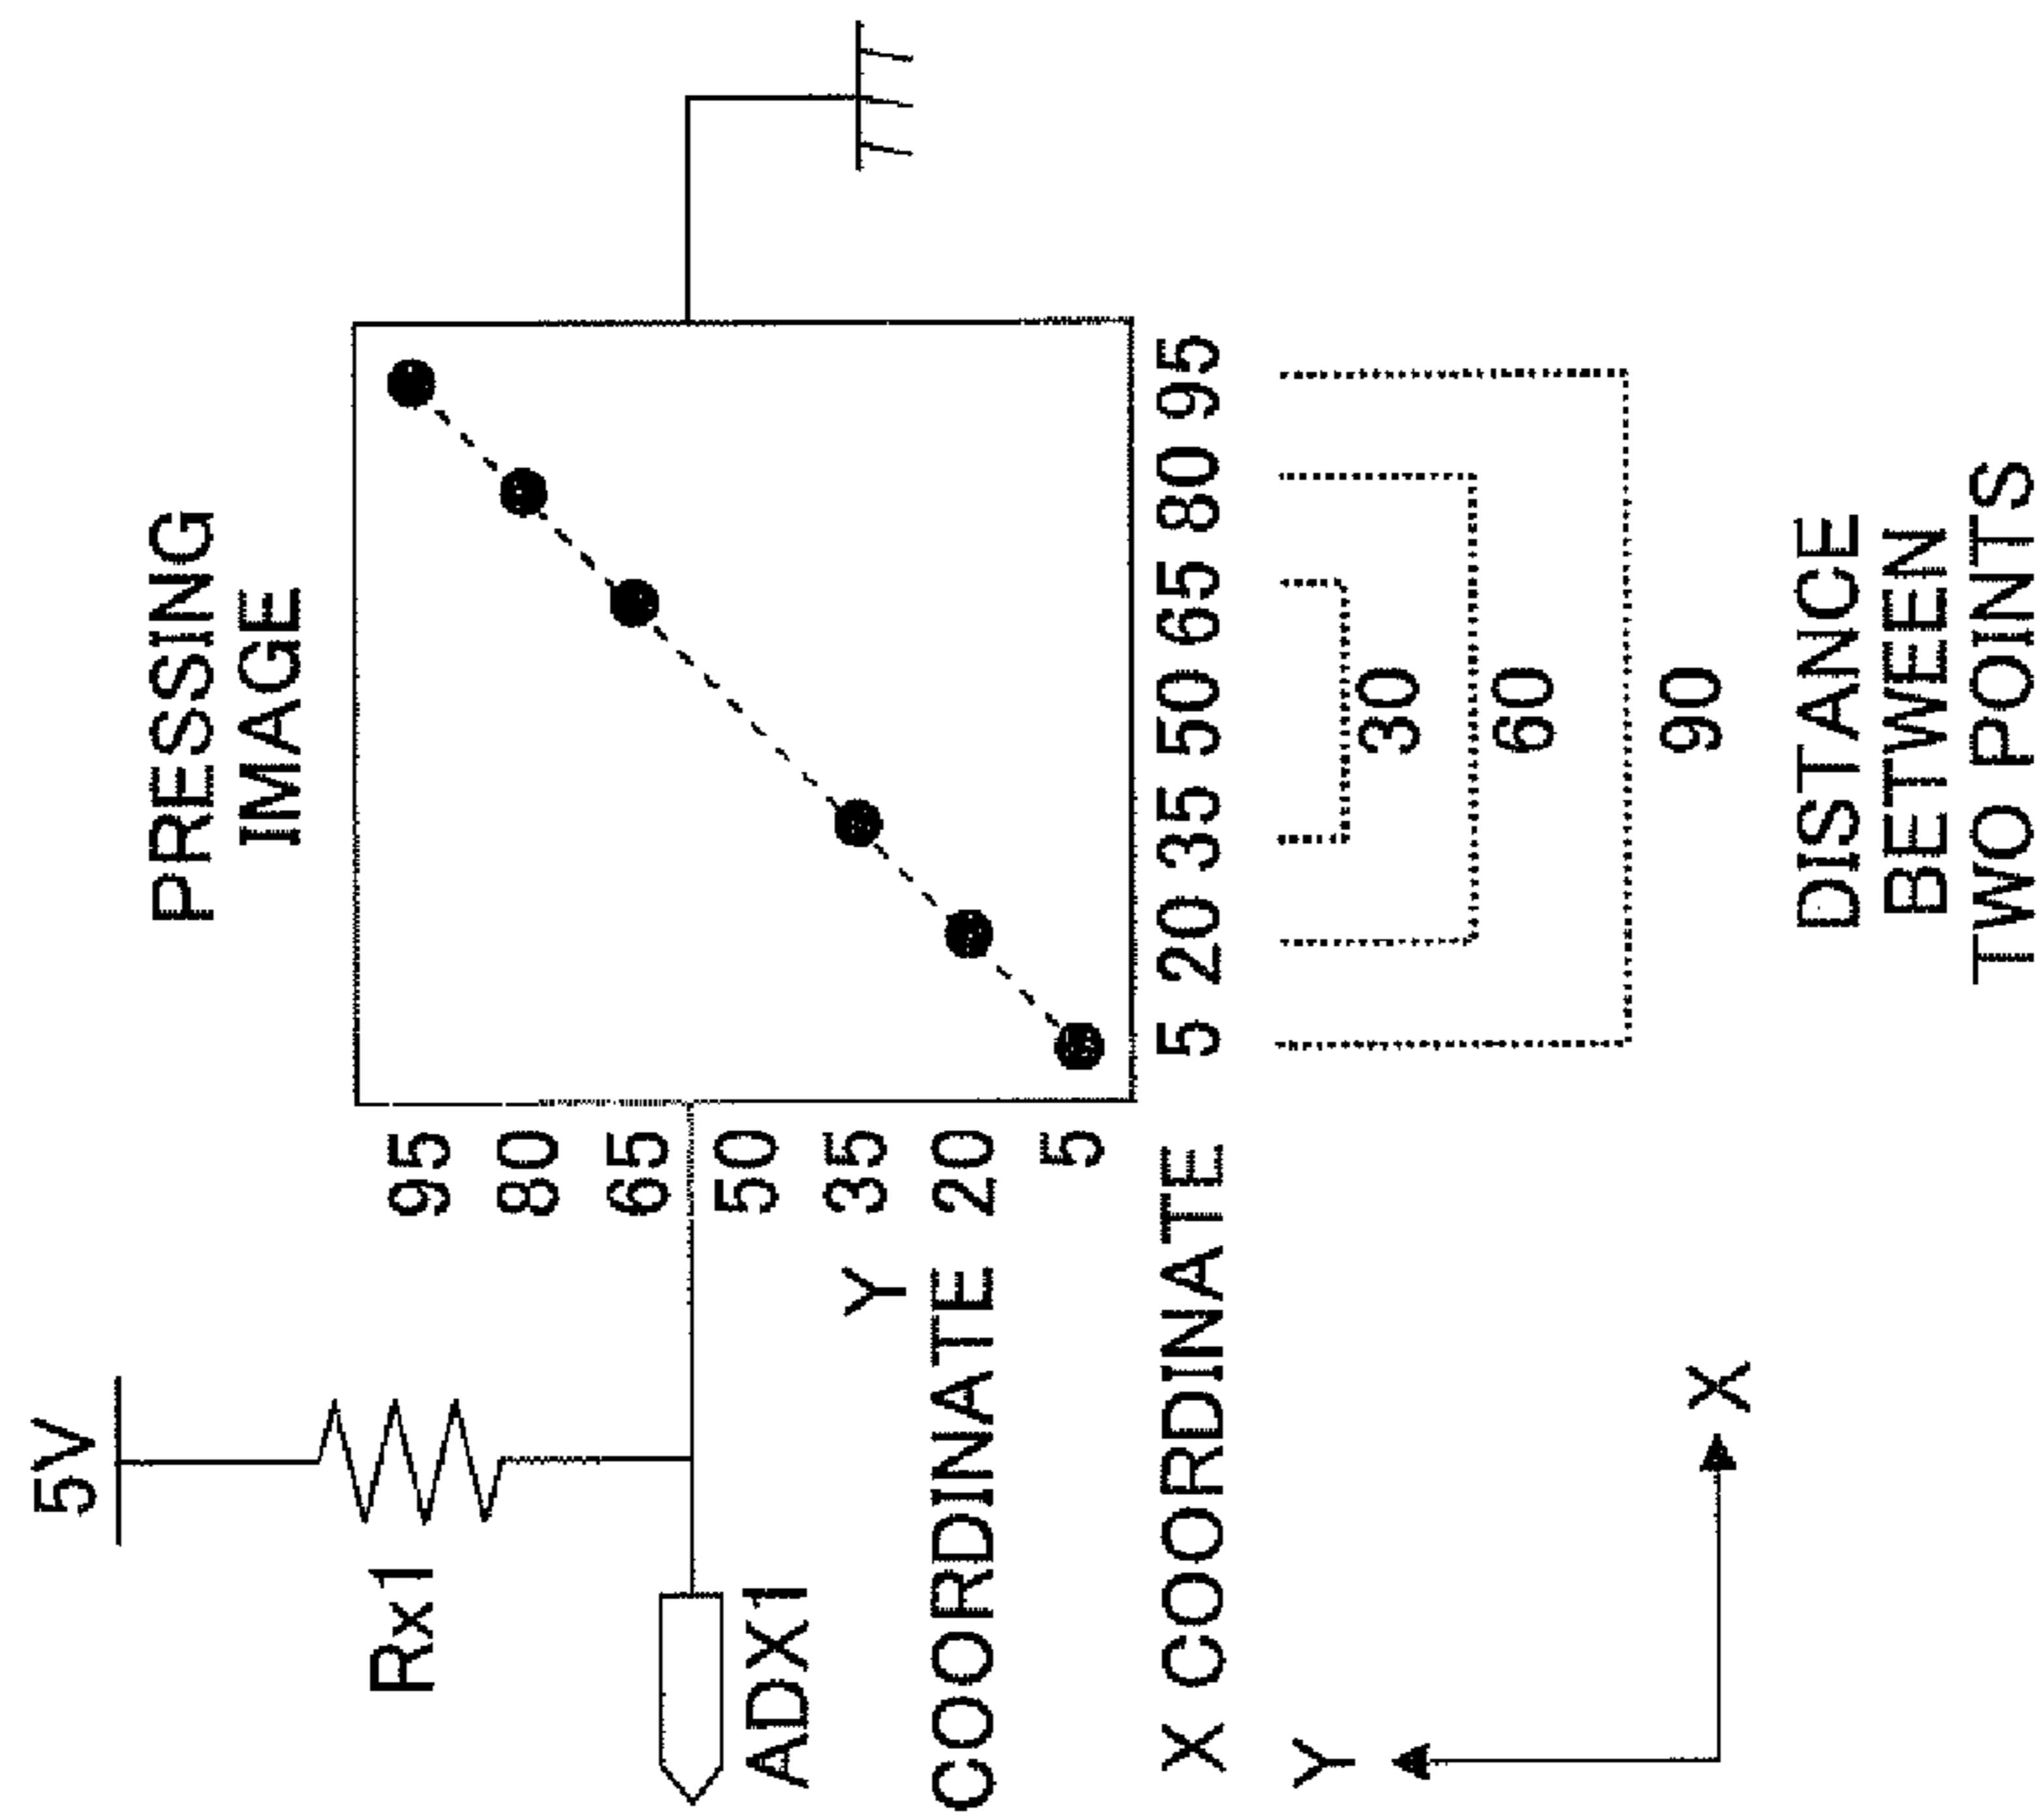 PRESSING
IMAGE
5V
Rx1
ADX1
95
80
65
50
35
20
5
Y
COORDINATE
X COORDINATE
5 20 35 50 65 80 95
30
60
90
DISTANCE
BETWEEN
TWO POINTS
Y
X